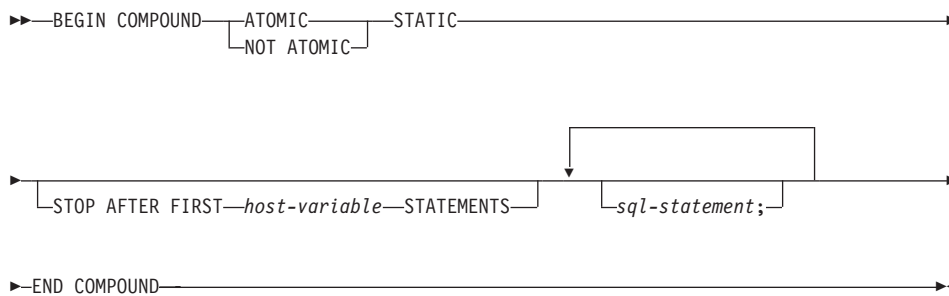 BEGIN COMPOUND ATOMIC STATIC
NOT ATOMIC
STOP AFTER FIRST host-variable STATEMENTS sql-statement;
END COMPOUND